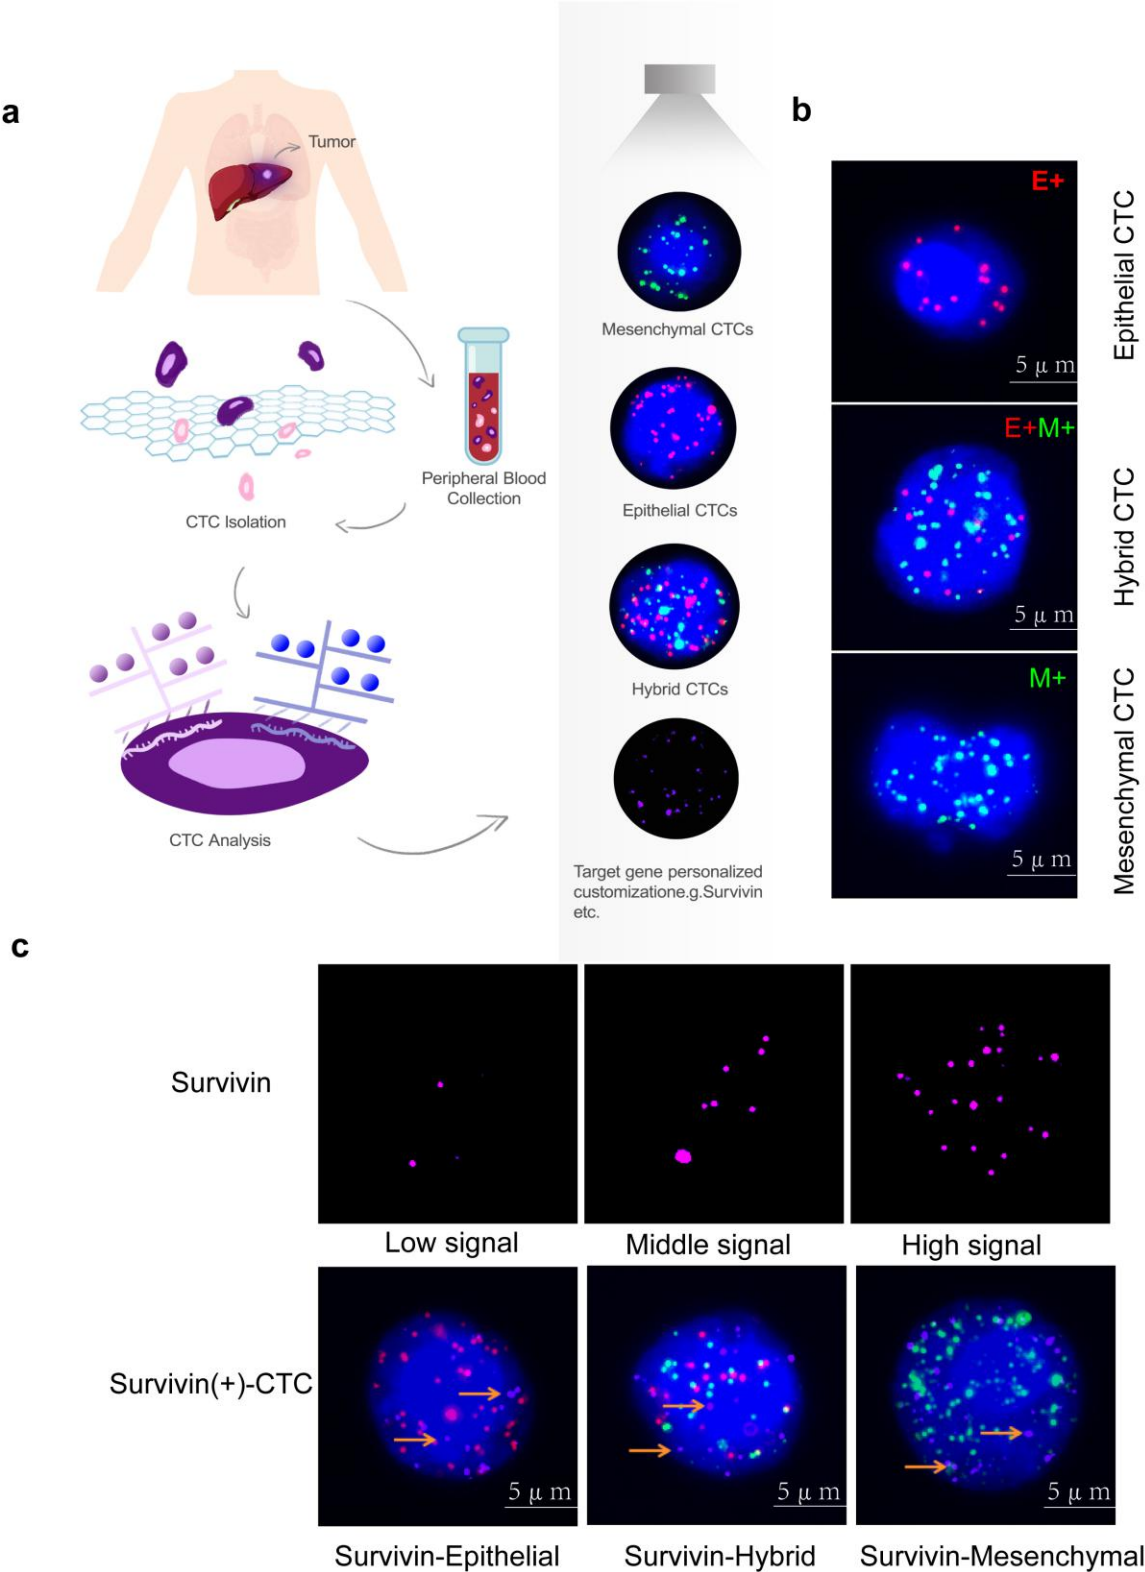 a
Tumor
Peripheral Blood
Collection
CTC Isolation
CTC Analysis
Mesenchymal CTCs
Epithelial CTCs
Hybrid CTCs
Target gene personalized
customizatione.g.Survivin
etc.
b
E+
5 μ m
Epithelial CTC
E+M+
5 μ m
Hybrid CTC
M+
5 μ m
Mesenchymal CTC
c
Survivin
Low signal
Middle signal
High signal
Survivin(+)-CTC
5 μ m
5 μ m
5 μ m
Survivin-Epithelial
Survivin-Hybrid
Survivin-Mesenchymal